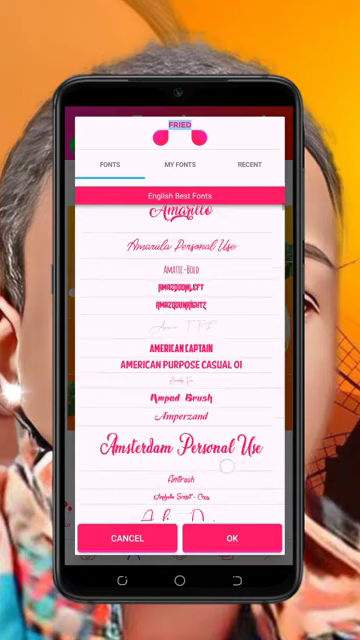 FRIED
FONTS MY FONTS RECENT
English Best Fonts
Amarillo
Amarula Personal Use
AMATIC-BOLD
AMAZDOOMLEFT
AMAZDOOMRIGHT2
AMERICAN CAPTAIN
AMERICAN PURPOSE CASUAL 01
Ampad Brush
Amperzand
Amsterdam Personal Use
CANCEL OK